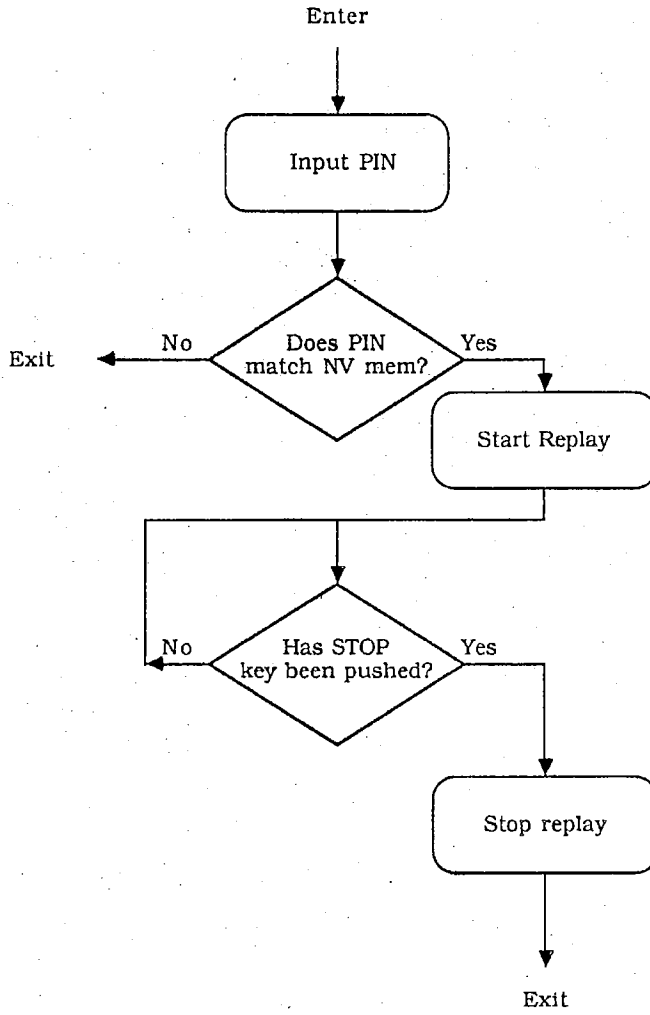 Enter
Input PIN
Does PIN
match NV mem?
No
Yes
Exit
Start Replay
Has STOP
key been pushed?
No
Yes
Stop replay
Exit